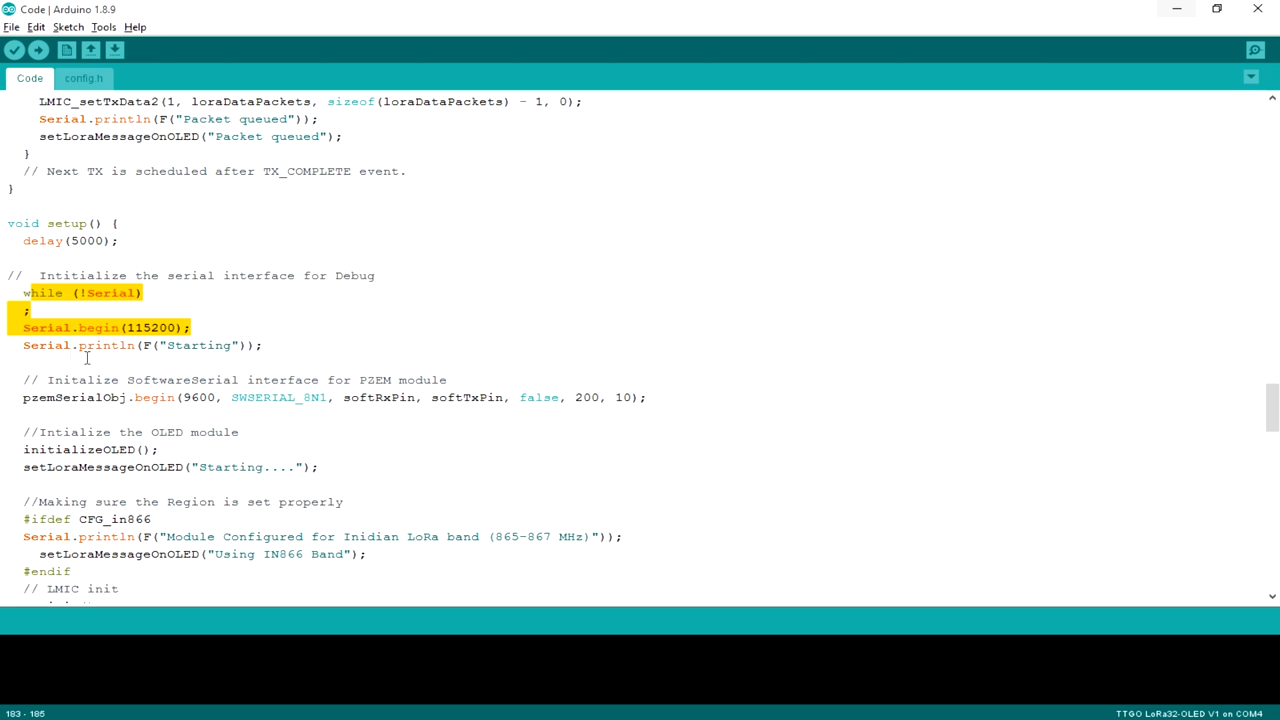 Code | Arduino 1.8.9
File Edit Sketch Tools Help
Code config.h
LMIC_setTxData2(1, loraDataPackets, sizeof(loraDataPackets) - 1, 0);
Serial.println(F("Packet queued"));
setLoraMessageOnOLED("Packet queued");
}
// Next TX is scheduled after TX_COMPLETE event.
}
void setup() {
delay(5000);
// Intitialize the serial interface for Debug
while (!Serial)
;
Serial.begin(115200);
Serial.println(F("Starting"));
// Initalize SoftwareSerial interface for PZEM module
pzemSerialObj.begin(9600, SWSERIAL_8N1, softRxPin, softTxPin, false, 200, 10);
//Intialize the OLED module
initializeOLED();
setLoraMessageOnOLED("Starting....");
//Making sure the Region is set properly
#ifdef CFG_in866
Serial.println(F("Module Configured for Inidian LoRa band (865-867 MHz)"));
setLoraMessageOnOLED("Using IN866 Band");
#endif
// LMIC init
183 - 185
TTGO LoRa32-OLED V1 on COM4